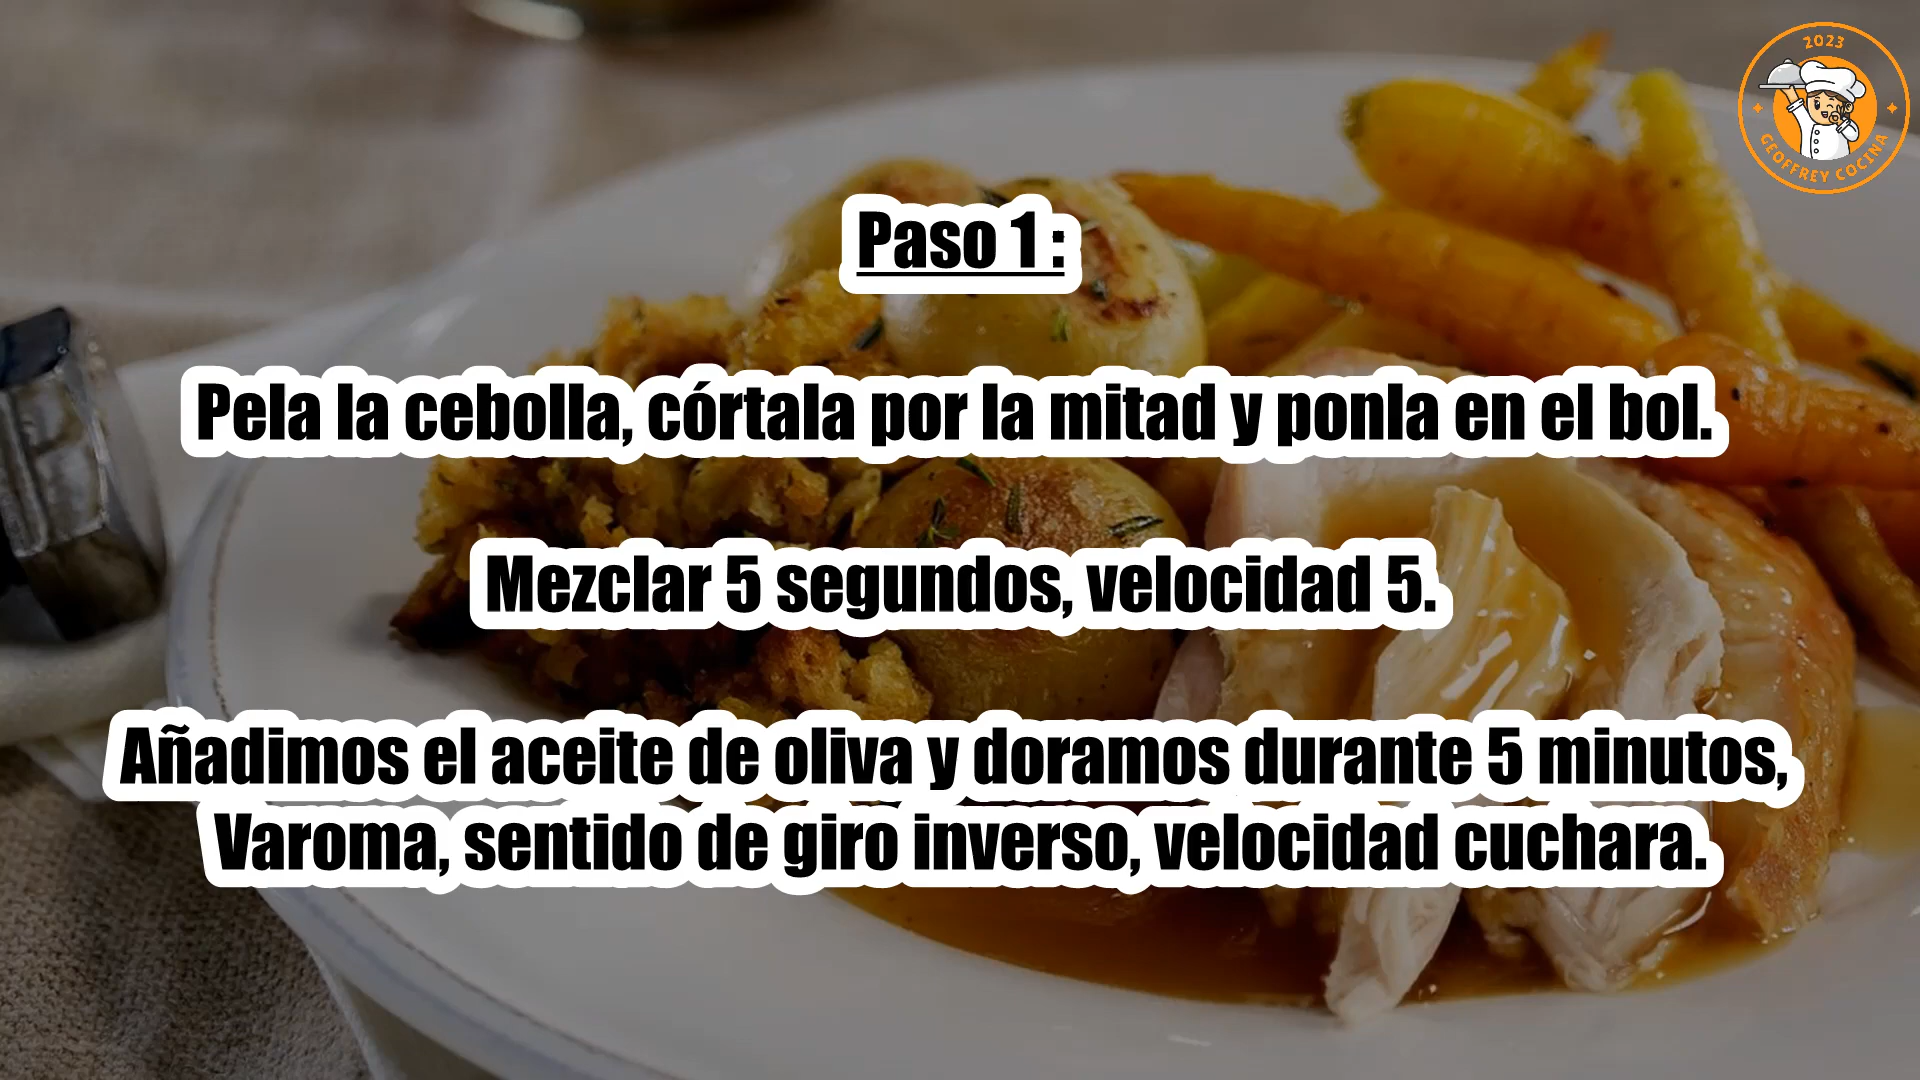 2023
GEOFFREY COCINA
Paso 1 :
Pela la cebolla, córtala por la mitad y ponla en el bol.
Mezclar 5 segundos, velocidad 5.
Añadimos el aceite de oliva y doramos durante 5 minutos,
Varoma, sentido de giro inverso, velocidad cuchara.